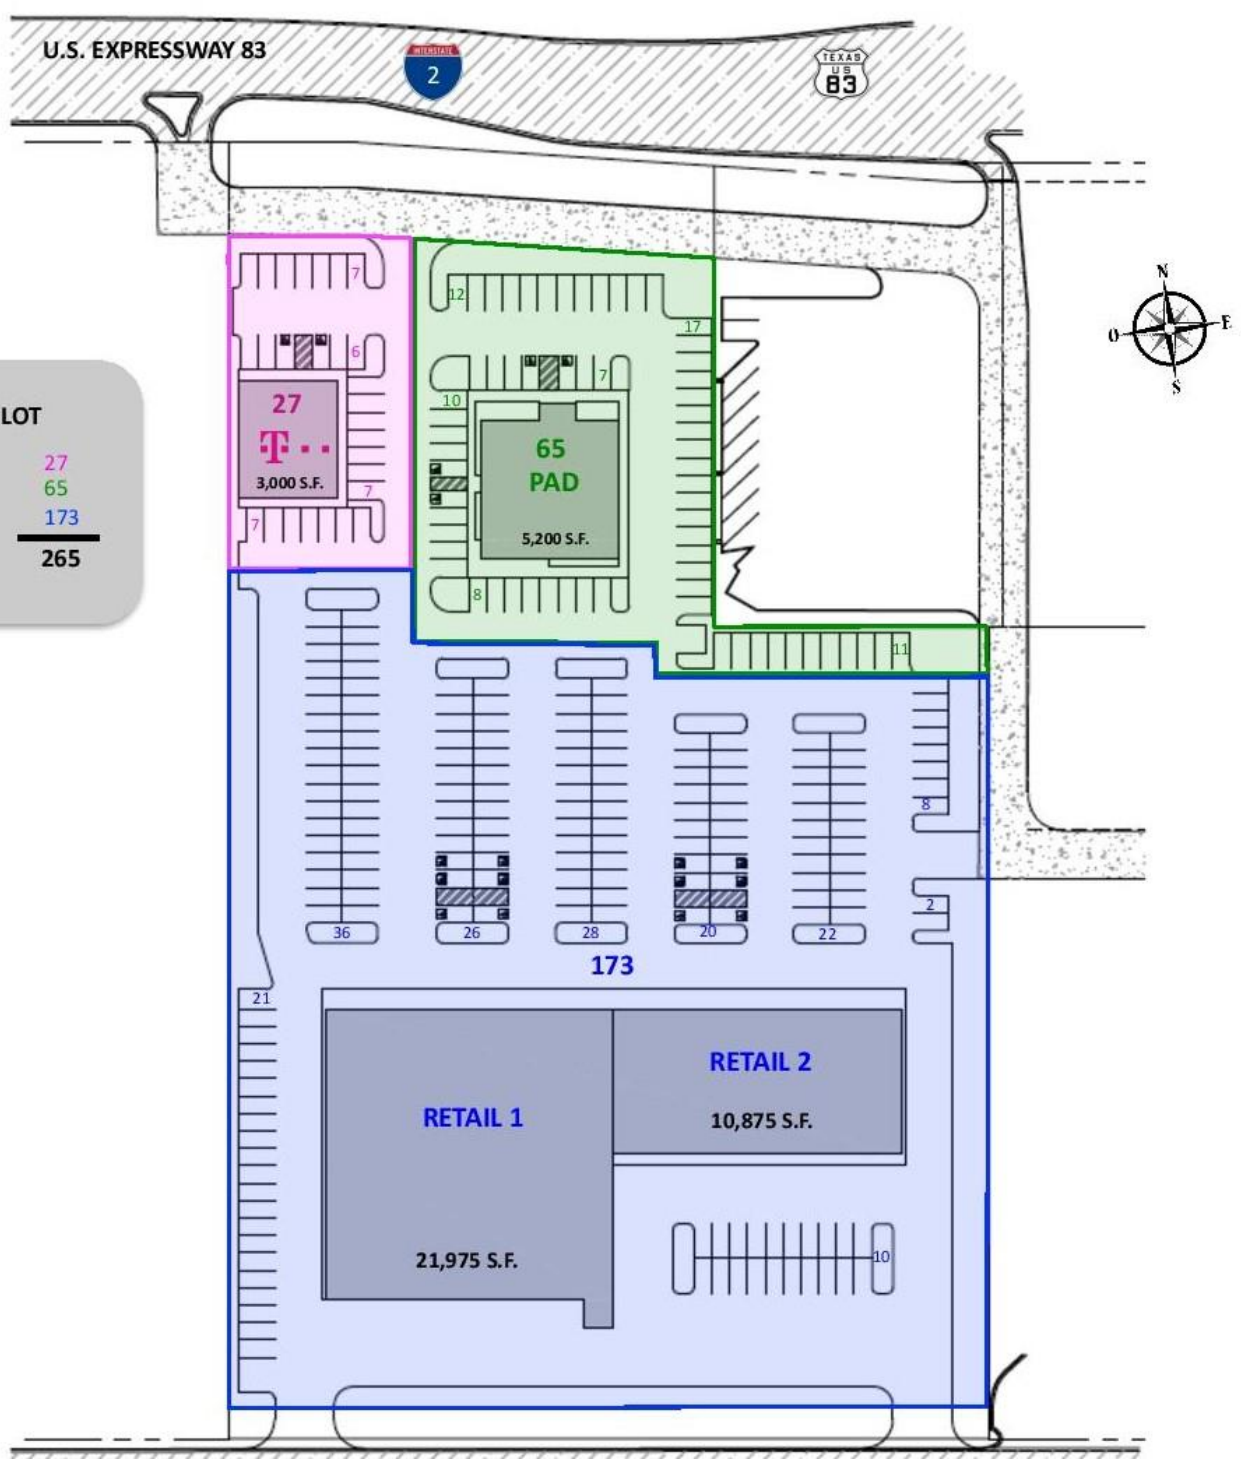 U.S. EXPRESSWAY 83
INTERSTATE
2
TEXAS
US
83
N
O
E
S
LOT
27
65
173
265
7
6
27
T
3,000 S.F.
7
7
12
17
7
10
65
PAD
5,200 S.F.
8
11
8
2
36
26
28
20
22
173
21
RETAIL 1
21,975 S.F.
RETAIL 2
10,875 S.F.
10